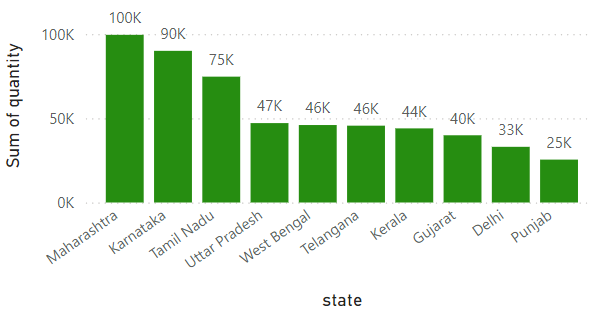 Sum of quantity
100K
50K
0K
100K
90K
75K
47K
46K
46K
44K
40K
33K
25K
Maharashtra
Karnataka
Tamil Nadu
Uttar Pradesh
West Bengal
Telangana
Kerala
Gujarat
Delhi
Punjab
state